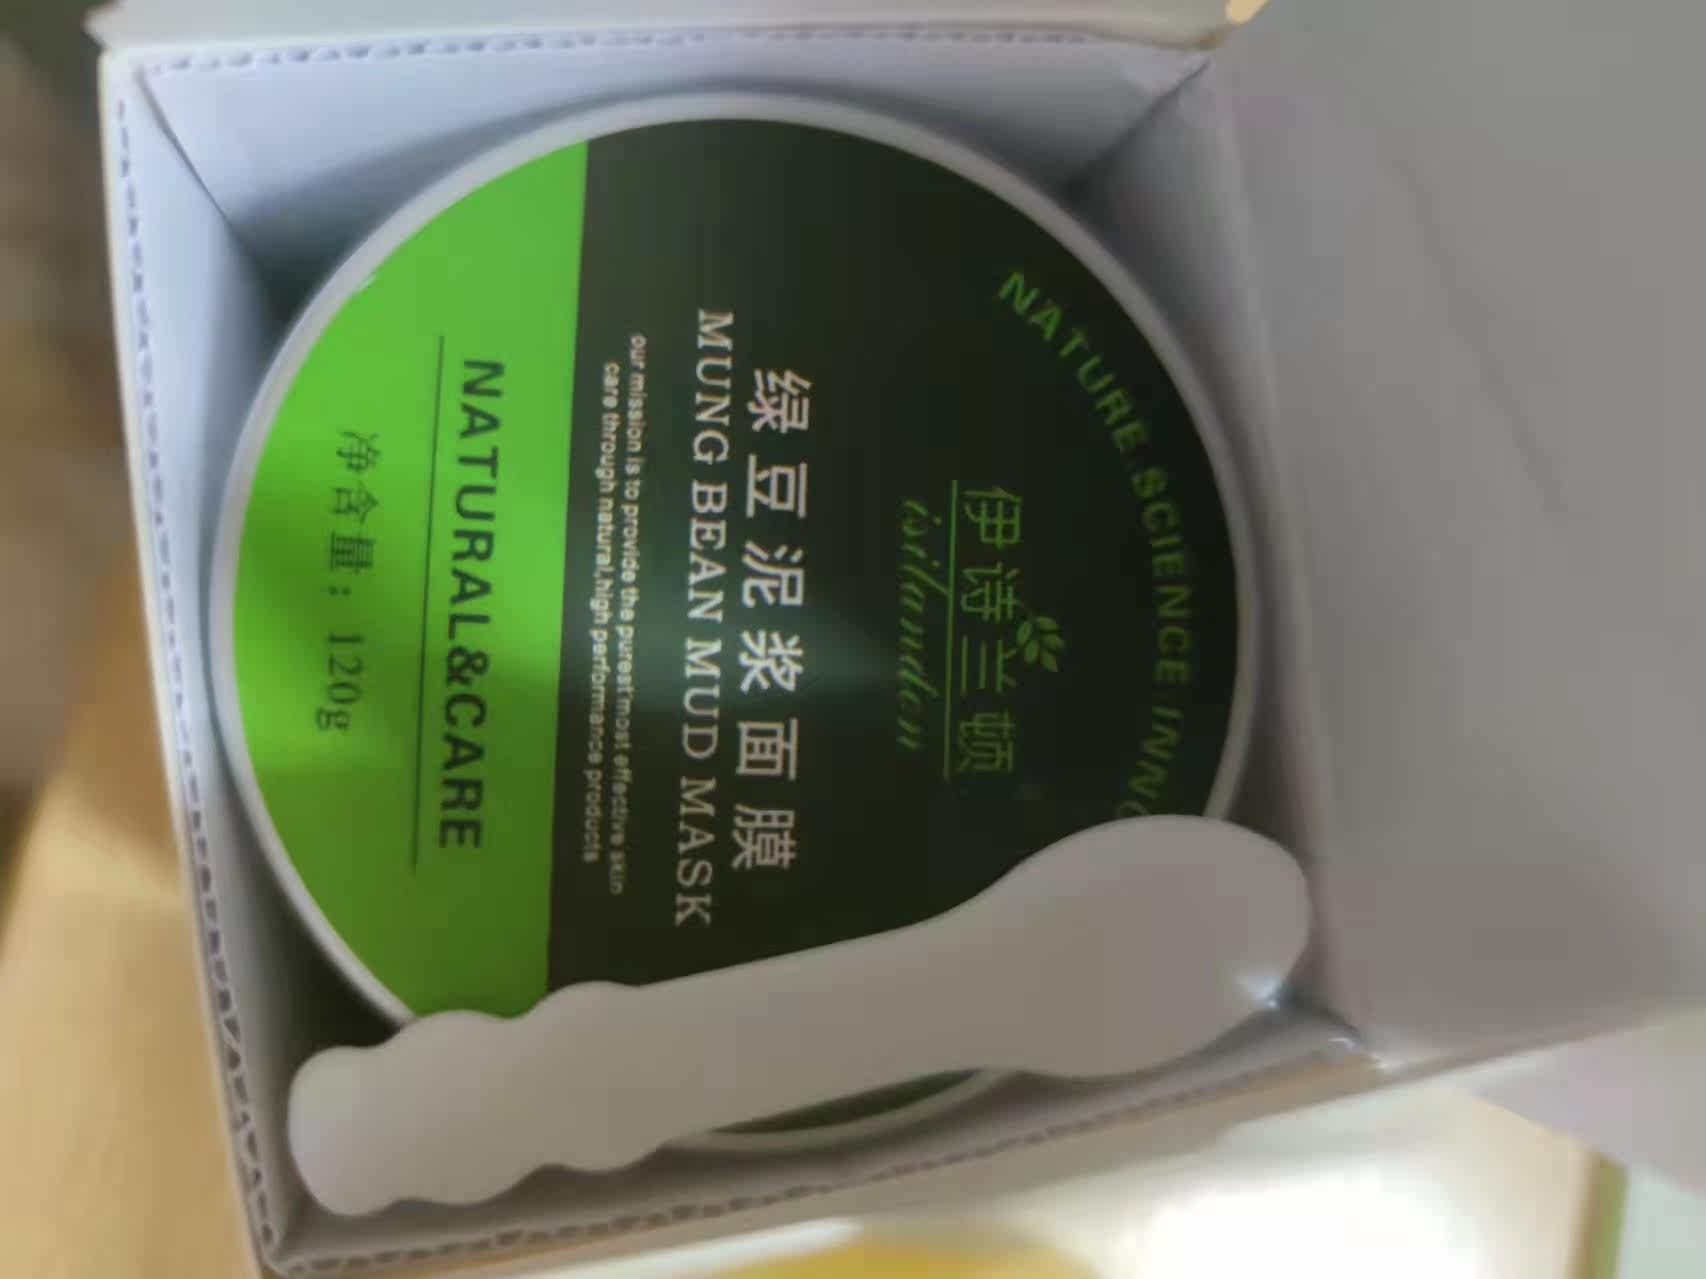 NATURE.SCIENCE.INNO
伊诗兰顿
isilandon
绿豆泥浆面膜
MUNG BEAN MUD MASK
our mission is to provide the purest most effective skin
care through natural,high performance products
NATURAL&CARE
净含量：120g